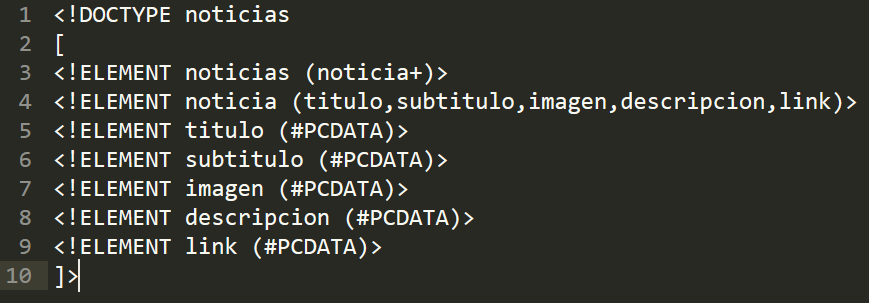 1 <!DOCTYPE noticias
2 [
3 <!ELEMENT noticias (noticia+)>
4 <!ELEMENT noticia (titulo,subtitulo,imagen,descripcion,link)>
5 <!ELEMENT titulo (#PCDATA)>
6 <!ELEMENT subtitulo (#PCDATA)>
7 <!ELEMENT imagen (#PCDATA)>
8 <!ELEMENT descripcion (#PCDATA)>
9 <!ELEMENT link (#PCDATA)>
10 ]>